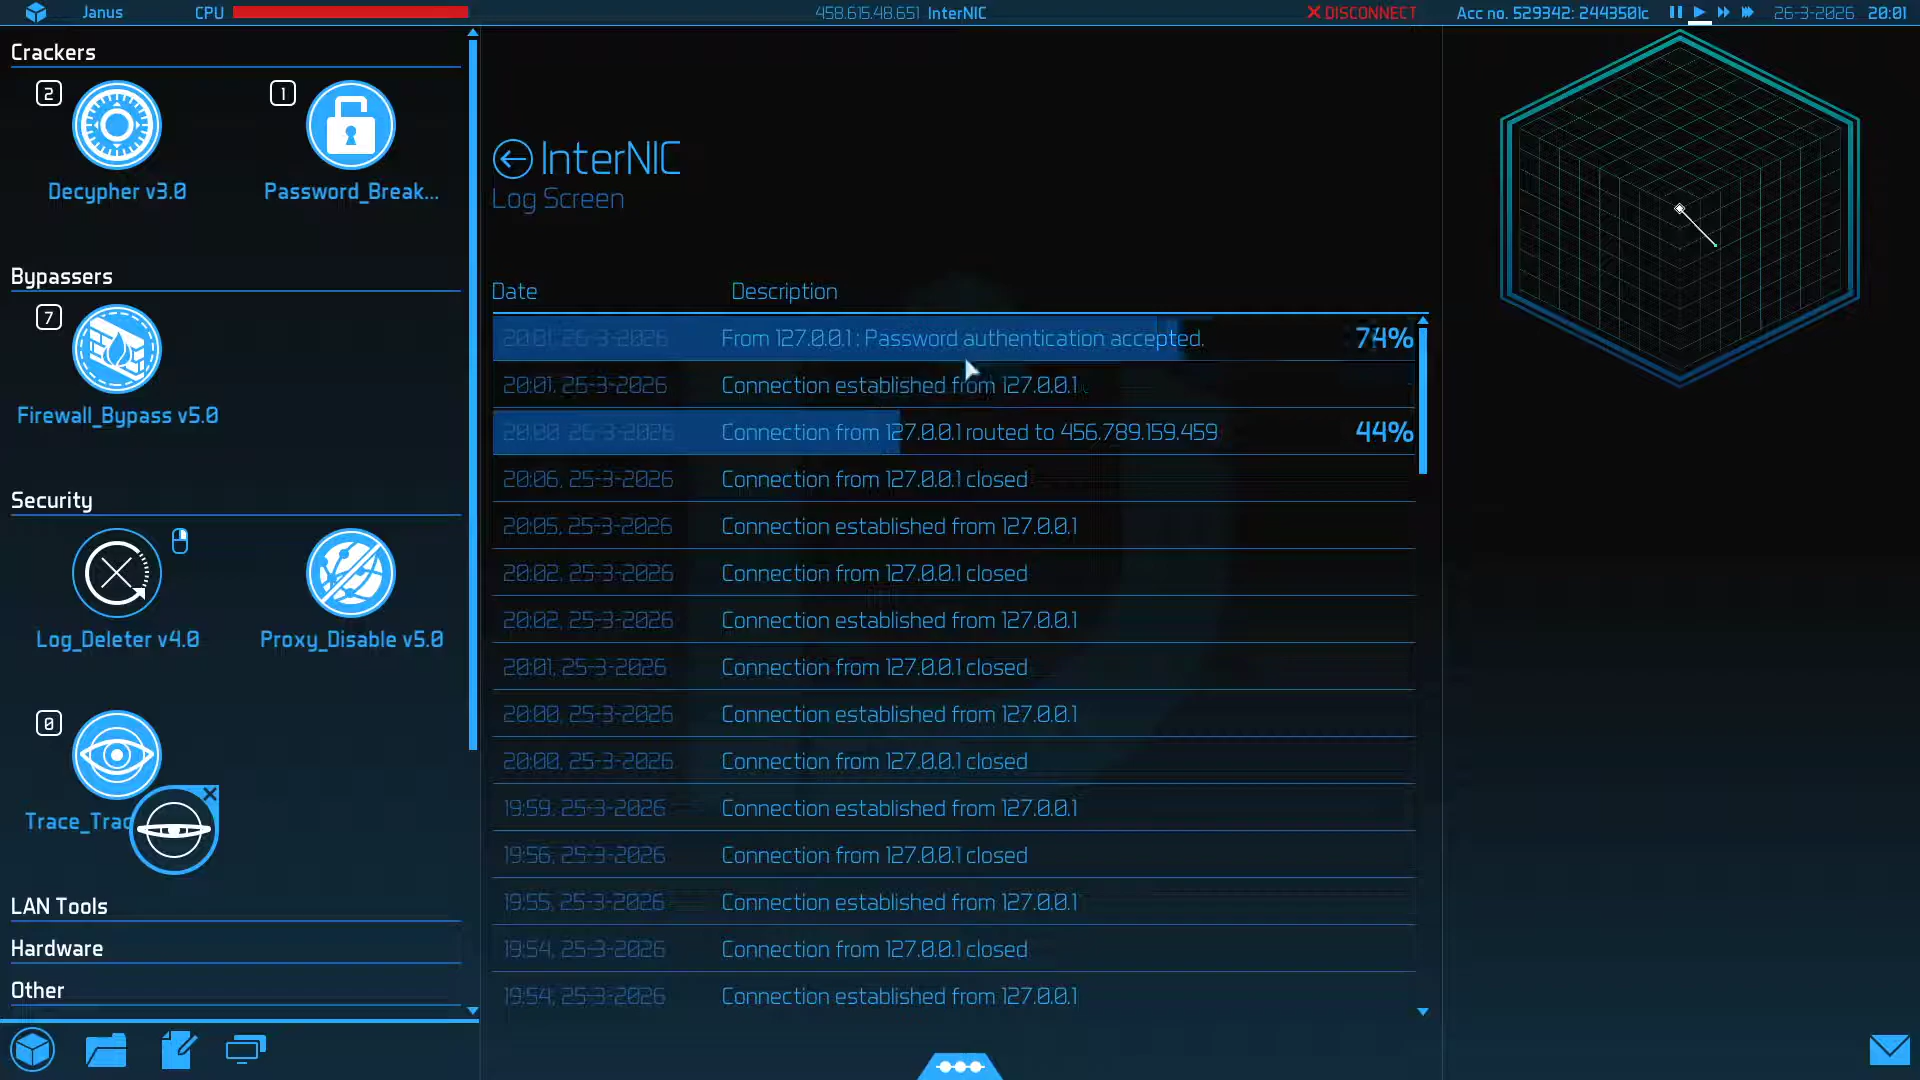 Janus CPU 458.615.48.651 InterNIC DISCONNECT Acc no. 529342: 2443501c 26-3-2026 20:01
Crackers
2
1
Decypher v3.0
Password_Break...
Bypassers
7
Firewall_Bypass v5.0
Security
Log_Deleter v4.0
Proxy_Disable v5.0
0
Trace_Trac
LAN Tools
Hardware
Other
InterNIC
Log Screen
Date Description
20:01, 26-3-2026 From 127.0.0.1 : Password authentication accepted. 74%
20:01, 26-3-2026 Connection established from 127.0.0.1
20:00, 26-3-2026 Connection from 127.0.0.1 routed to 456.789.159.459 44%
20:06, 25-3-2026 Connection from 127.0.0.1 closed
20:05, 25-3-2026 Connection established from 127.0.0.1
20:02, 25-3-2026 Connection from 127.0.0.1 closed
20:02, 25-3-2026 Connection established from 127.0.0.1
20:01, 25-3-2026 Connection from 127.0.0.1 closed
20:00, 25-3-2026 Connection established from 127.0.0.1
20:00, 25-3-2026 Connection from 127.0.0.1 closed
19:59, 25-3-2026 Connection established from 127.0.0.1
19:56, 25-3-2026 Connection from 127.0.0.1 closed
19:55, 25-3-2026 Connection established from 127.0.0.1
19:54, 25-3-2026 Connection from 127.0.0.1 closed
19:54, 25-3-2026 Connection established from 127.0.0.1